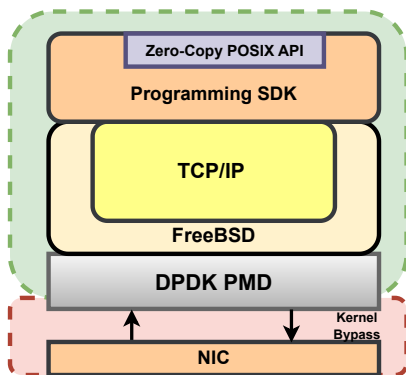 Zero-Copy POSIX API
Programming SDK
TCP/IP
FreeBSD
DPDK PMD
Kernel
Bypass
NIC